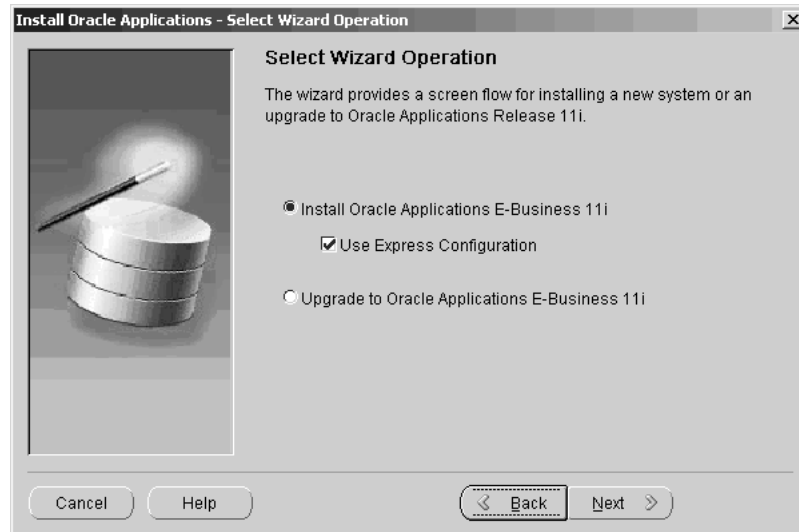 Install Oracle Applications - Select Wizard Operation
Select Wizard Operation
The wizard provides a screen flow for installing a new system or an
upgrade to Oracle Applications Release 11i.
Install Oracle Applications E-Business 11i
Use Express Configuration
Upgrade to Oracle Applications E-Business 11i
Cancel Help Back Next